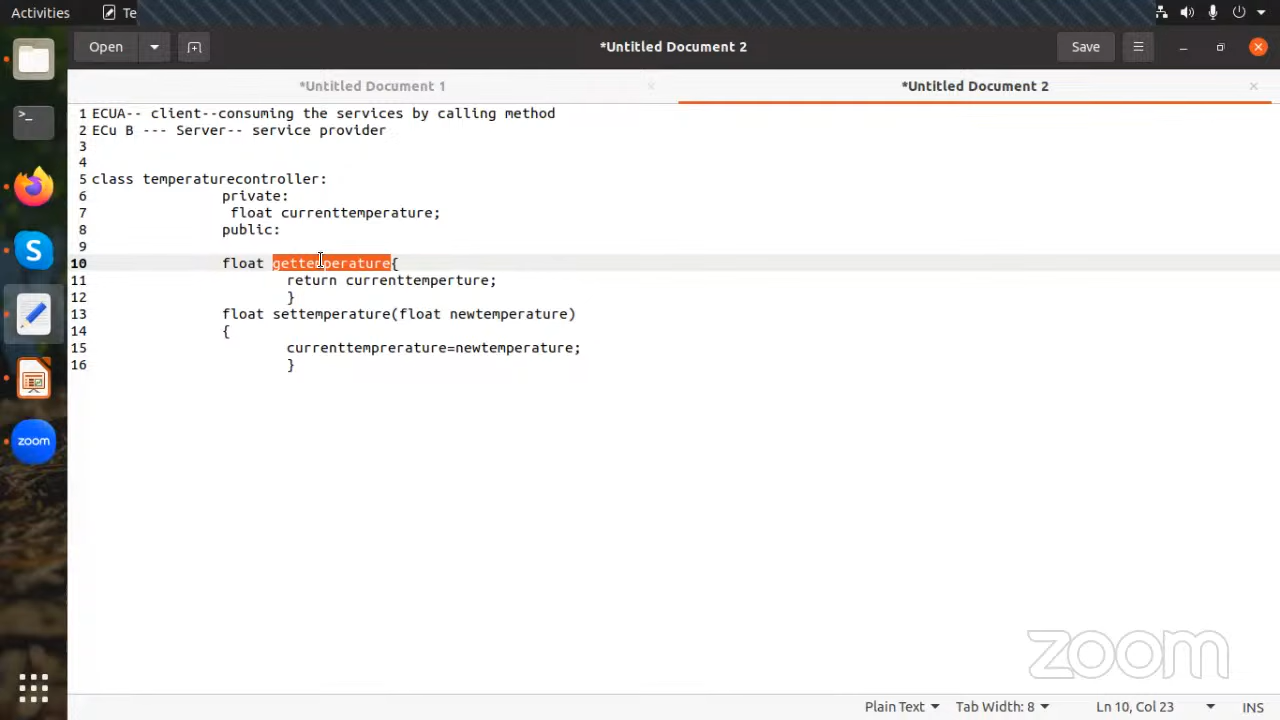 Activities
Te
Open
*Untitled Document 2
Save
*Untitled Document 1
*Untitled Document 2
1 ECUA-- client--consuming the services by calling method
2 ECu B --- Server-- service provider
3
4
5 class temperaturecontroller:
6 private:
7 float currenttemperature;
8 public:
9
10 float gettemperature{
11 return currenttemperture;
12 }
13 float settemperature(float newtemperature)
14 {
15 currenttemprerature=newtemperature;
16 }
S
zoom
zoom
Plain Text
Tab Width: 8
Ln 10, Col 23
INS